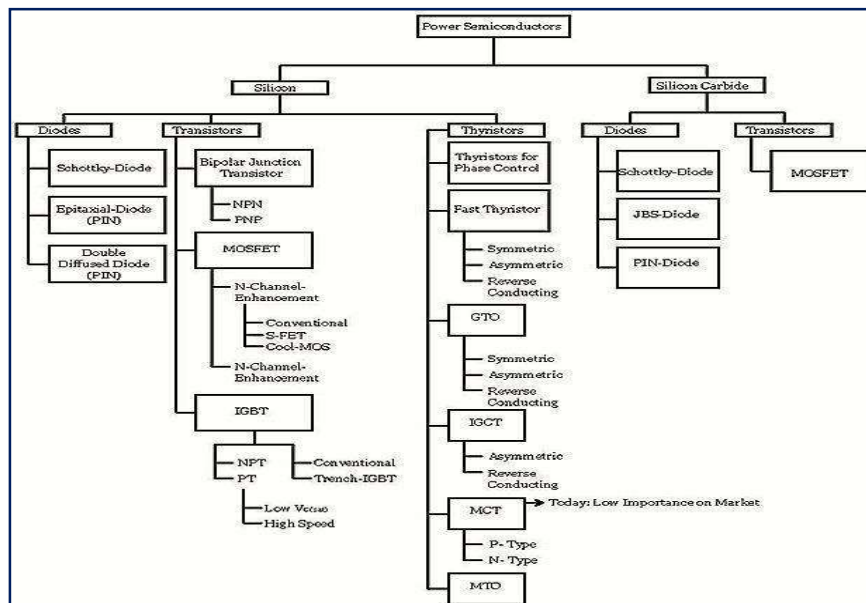 Power Semiconductors
Silicon
Silicon Carbide
Diodes
Transistors
Thyristors
Diodes
Transistors
Schottky-Diode
Epitaxial-Diode
(PIN)
Double
Diffused Diode
(PIN)
Bipolar Junction
Transistor
NPN
PNP
MOSFET
N-Channel-
Enhancement
Conventional
S-FET
Cool-MOS
N-Channel-
Enhancement
IGBT
NPT
PT
Conventional
Trench-IGBT
Low VCE(sat)
High Speed
Thyristors for
Phase Control
Fast Thyristor
Symmetric
Asymmetric
Reverse
Conducting
GTO
Symmetric
Asymmetric
Reverse
Conducting
IGCT
Asymmetric
Reverse
Conducting
MCT
Today: Low Importance on Market
P- Type
N- Type
MTO
Schottky-Diode
JBS-Diode
PIN-Diode
MOSFET